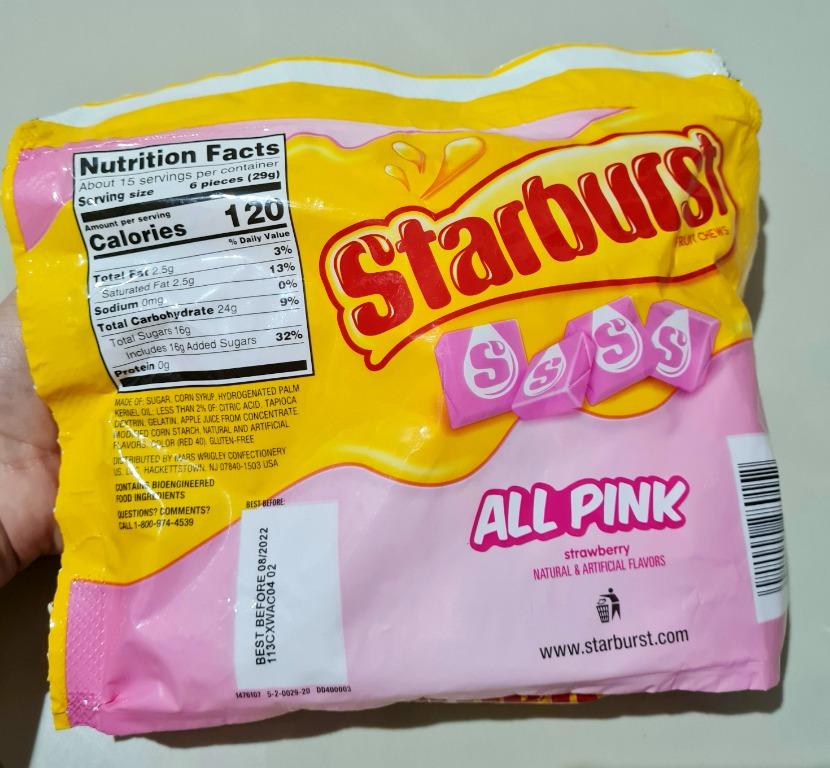 Nutrition Facts
About 15 servings per container
Serving size 6 pieces (29g)
Amount per serving
Calories 120
% Daily Value
Total Fat 2.5g 3%
Saturated Fat 2.5g 13%
Sodium 0mg 0%
Total Carbohydrate 24g 9%
Total Sugars 16g
Includes 16g Added Sugars 32%
Protein 0g
MADE OF: SUGAR, CORN SYRUP, HYDROGENATED PALM
KERNEL OIL; LESS THAN 2% OF: CITRIC ACID, TAPIOCA
DEXTRIN, GELATIN, APPLE JUICE FROM CONCENTRATE,
MODIFIED CORN STARCH, NATURAL AND ARTIFICIAL
FLAVORS, COLOR (RED 40). GLUTEN-FREE
DISTRIBUTED BY MARS WRIGLEY CONFECTIONERY
US, HACKETTSTOWN, NJ 07840-1503 USA
CONTAINS BIOENGINEERED
FOOD INGREDIENTS
QUESTIONS? COMMENTS?
CALL 1-800-974-4539
BEST BEFORE:
BEST BEFORE 08/2022
113CXWAC04 02
1476107 5-2-0029-20 DD400003
Starburst
FRUIT CHEWS
S S S S
ALL PINK
strawberry
NATURAL & ARTIFICIAL FLAVORS
www.starburst.com